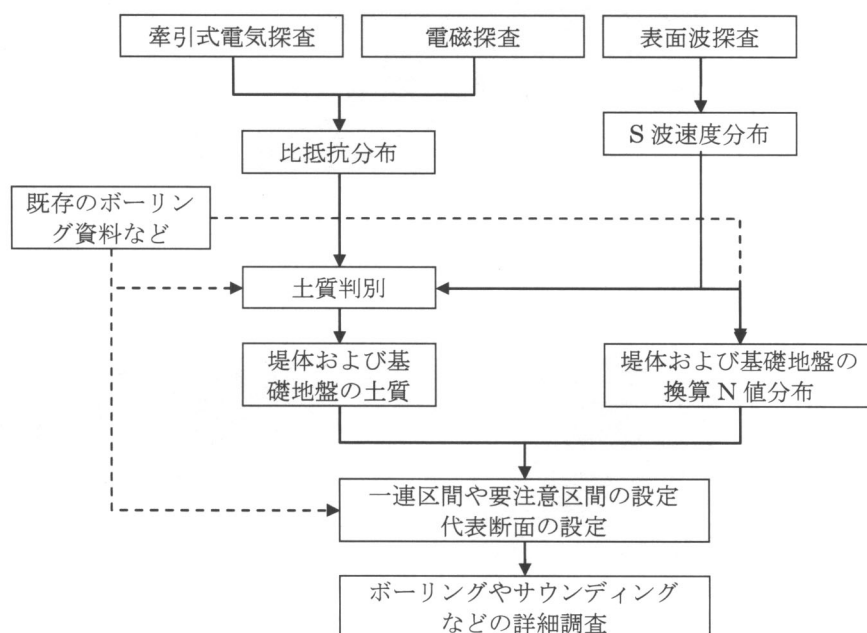 牽引式電気探査
電磁探査
表面波探査
S 波速度分布
比抵抗分布
既存のボーリン
グ資料など
土質判別
堤体および基
礎地盤の土質
堤体および基礎地盤の
換算 N 値分布
一連区間や要注意区間の設定
代表断面の設定
ボーリングやサウンディング
などの詳細調査